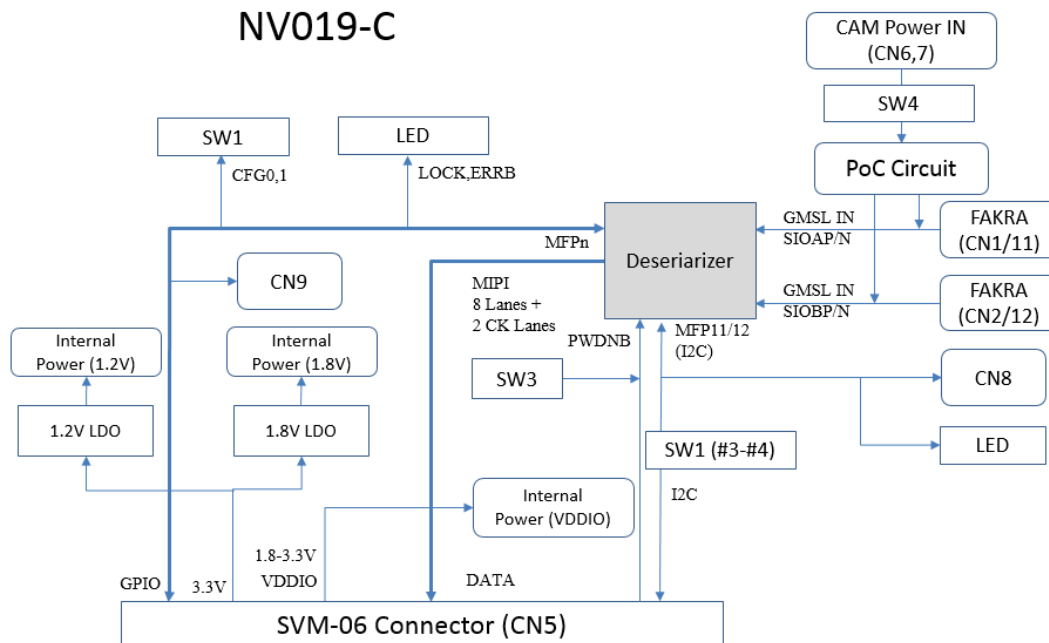 NV019-C
CAM Power IN
(CN6,7)
SW4
SW1
LED
PoC Circuit
CFG0,1
LOCK,ERRB
GMSL IN
SIOAP/N
FAKRA
(CN1/11)
MFPn
Deseriarizer
CN9
MIPI
8 Lanes +
2 CK Lanes
GMSL IN
SIOBP/N
FAKRA
(CN2/12)
PWDNB
MFP11/12
(I2C)
Internal
Power (1.2V)
Internal
Power (1.8V)
SW3
CN8
1.2V LDO
1.8V LDO
SW1 (#3-#4)
LED
I2C
Internal
Power (VDDIO)
1.8-3.3V
VDDIO
GPIO
3.3V
DATA
SVM-06 Connector (CN5)